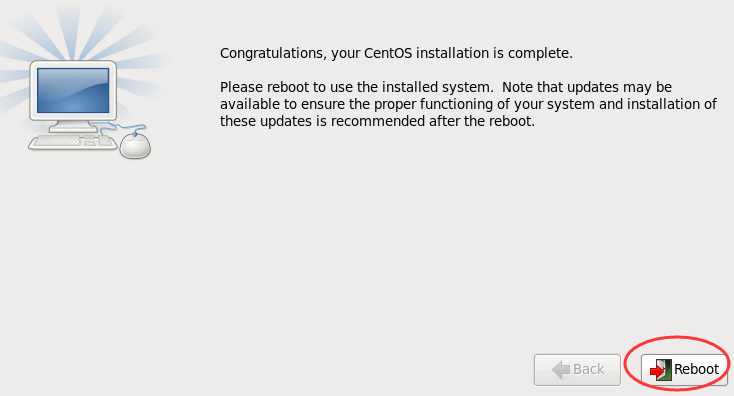 Congratulations, your CentOS installation is complete.
Please reboot to use the installed system.  Note that updates may be
available to ensure the proper functioning of your system and installation of
these updates is recommended after the reboot.
Back
Reboot